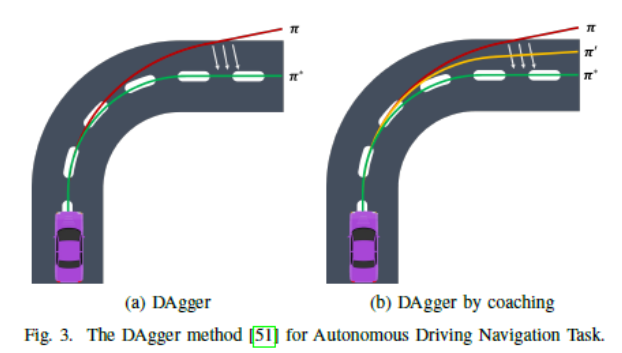 π
π*
π
π'
π*
(a) DAgger
(b) DAgger by coaching
Fig. 3. The DAgger method [51] for Autonomous Driving Navigation Task.